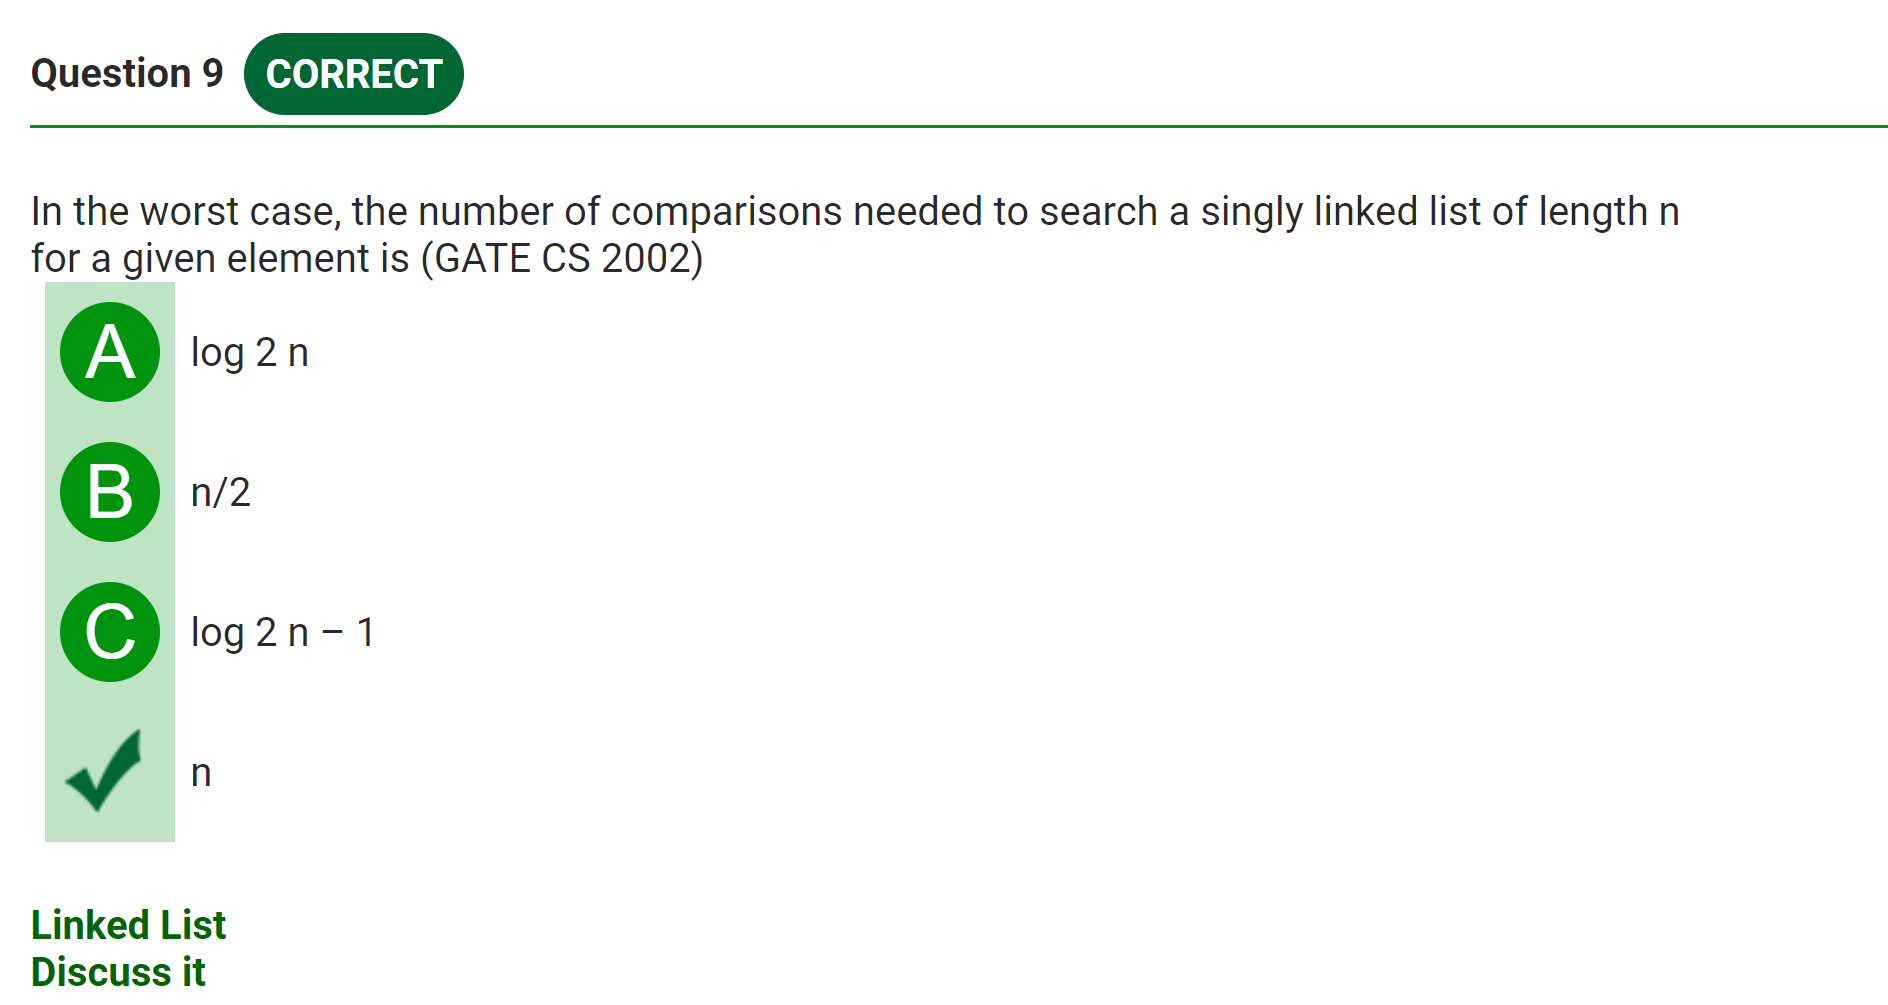 Question 9 CORRECT
In the worst case, the number of comparisons needed to search a singly linked list of length n
for a given element is (GATE CS 2002)
A log 2 n
B n/2
C log 2 n – 1
n
Linked List
Discuss it